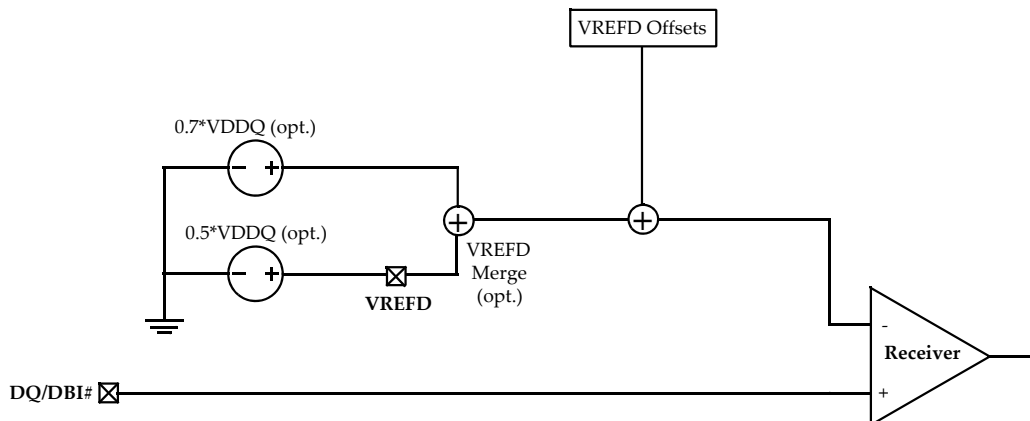 VREFD Offsets
0.7*VDDQ (opt.)
- +
+
+
0.5*VDDQ (opt.)
- +
VREFD
Merge
(opt.)
VREFD
-
Receiver
+
DQ/DBI#